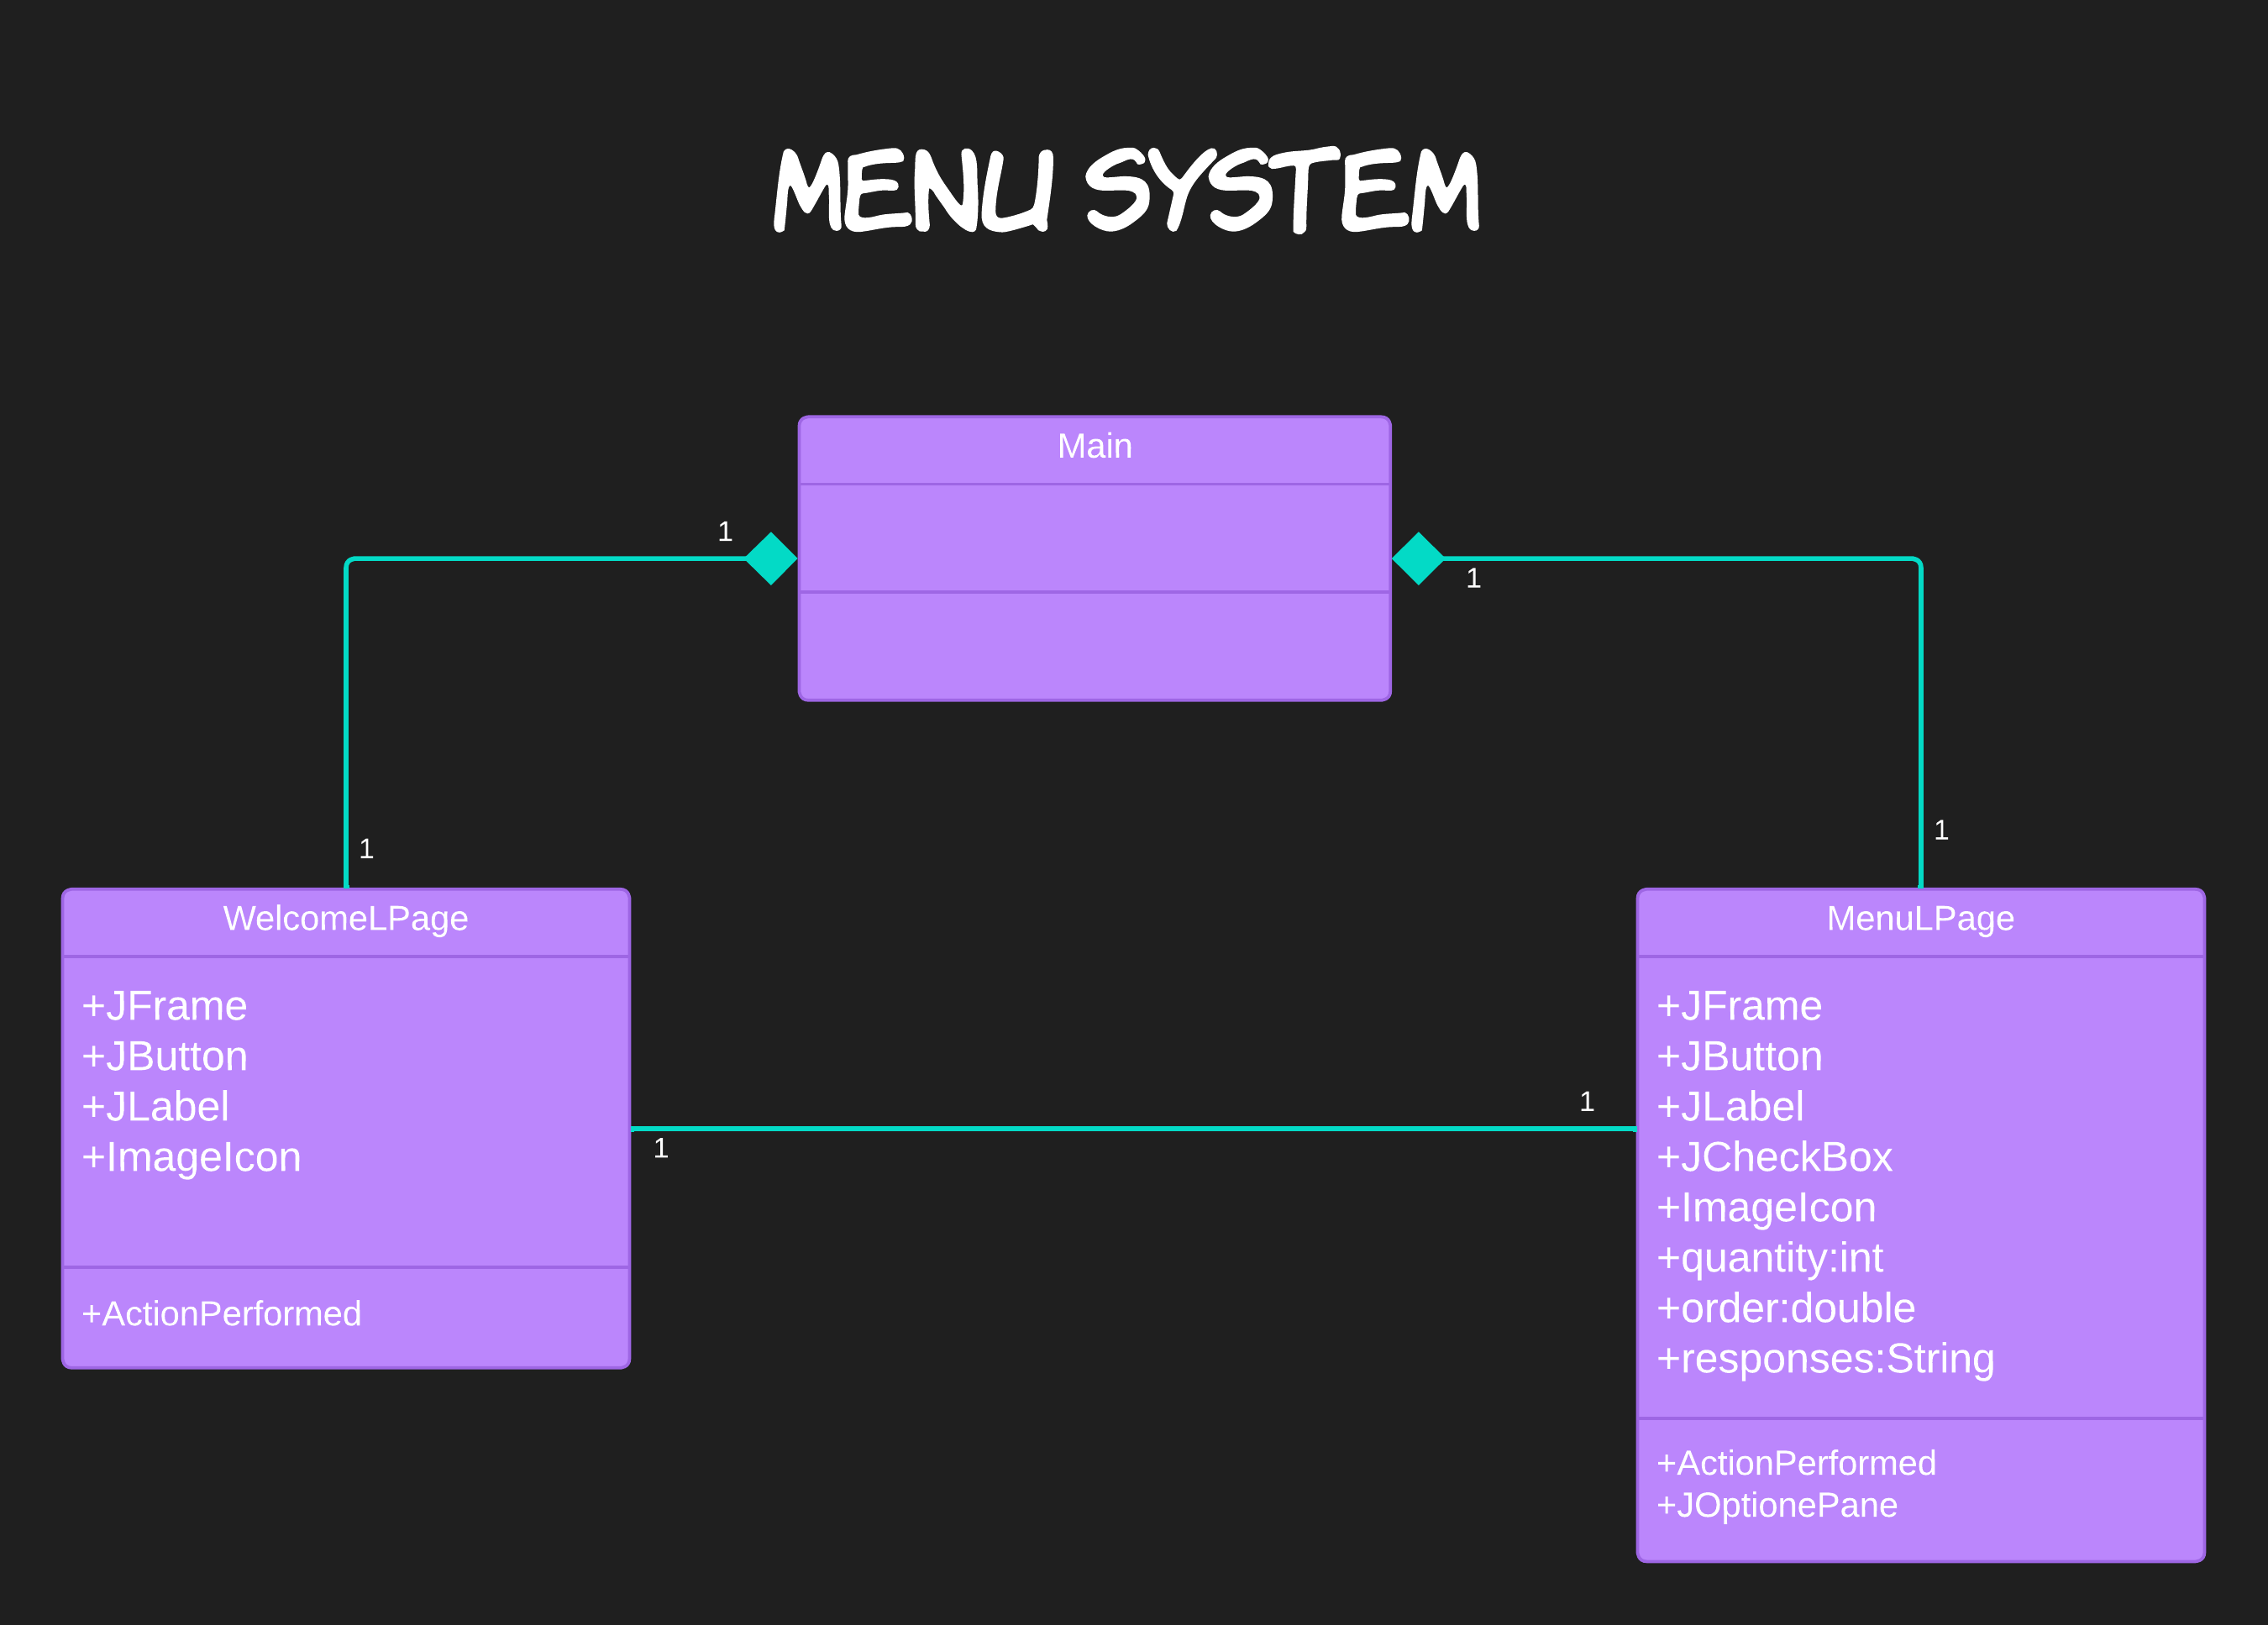 MENU SYSTEM
Main
1
1
1
1
WelcomeLPage
+JFrame
+JButton
+JLabel
+ImageIcon
+ActionPerformed
1
1
MenuLPage
+JFrame
+JButton
+JLabel
+JCheckBox
+ImageIcon
+quantity:int
+order:double
+responses:String
+ActionPerformed
+JOptionePane